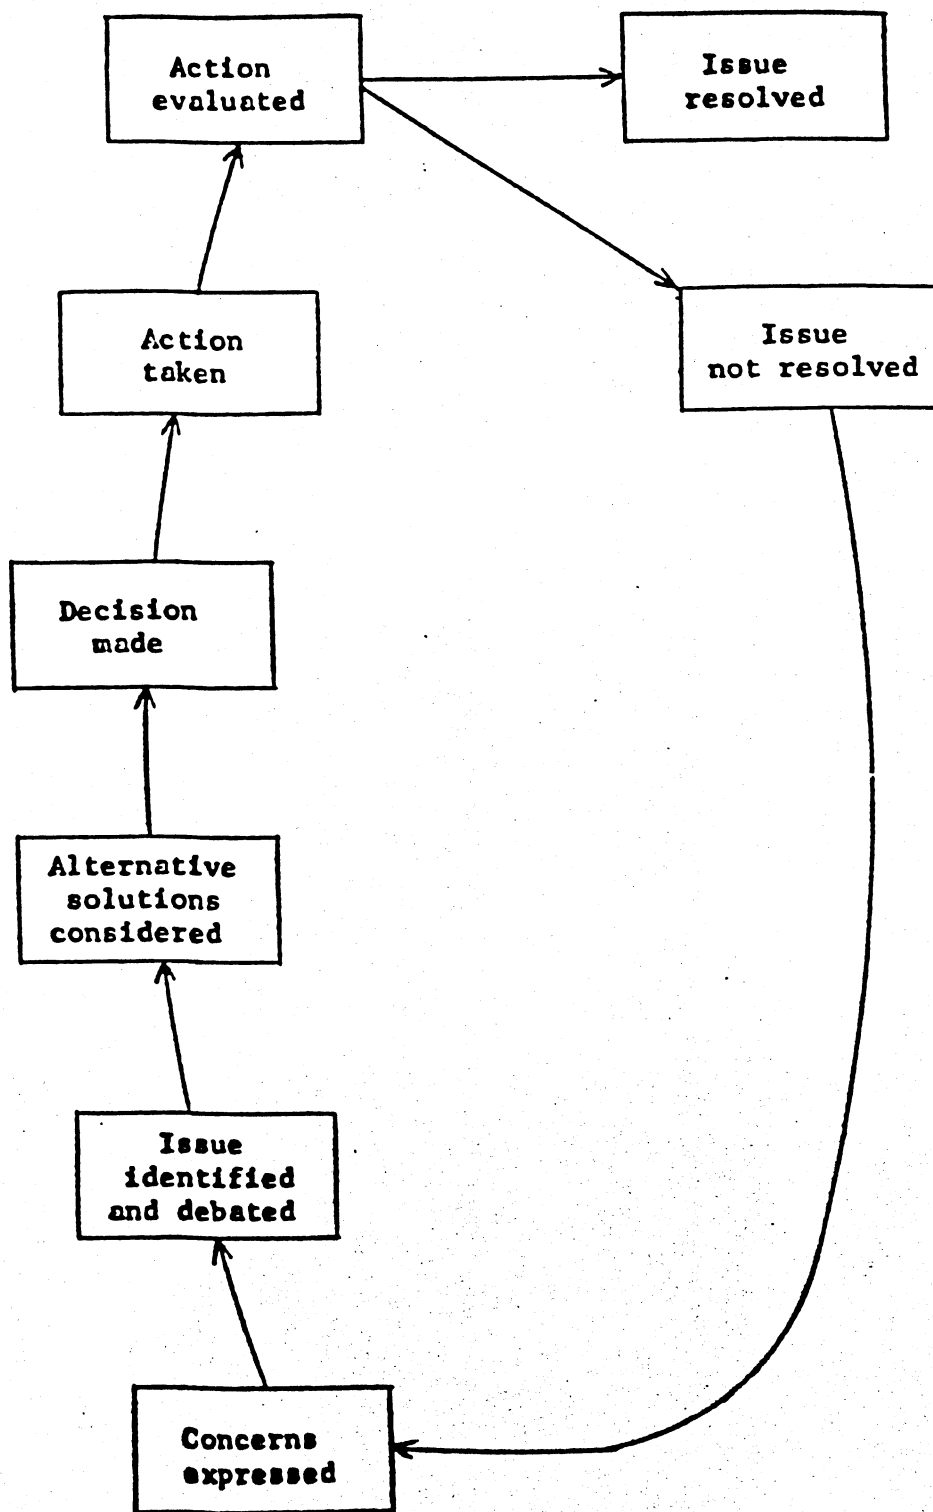 Action
evaluated
Issue
resolved
Action
taken
Issue
not resolved
Decision
made
Alternative
solutions
considered
Issue
identified
and debated
Concerns
expressed